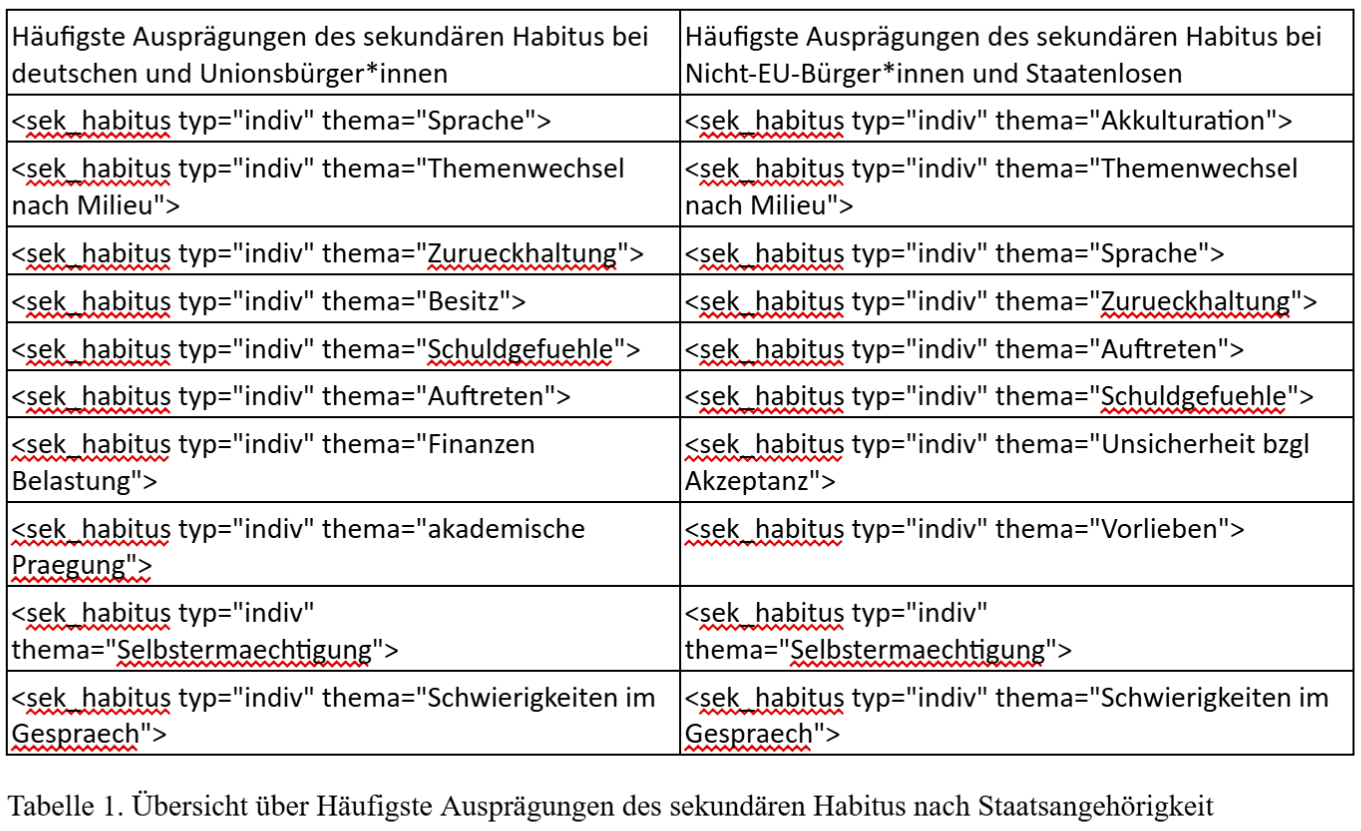 Häufigste Ausprägungen des sekundären Habitus bei
deutschen und Unionsbürger*innen
Häufigste Ausprägungen des sekundären Habitus bei
Nicht-EU-Bürger*innen und Staatenlosen
<sek_habitus typ="indiv" thema="Sprache">
<sek_habitus typ="indiv" thema="Akkulturation">
<sek_habitus typ="indiv" thema="Themenwechsel
nach Milieu">
<sek_habitus typ="indiv" thema="Themenwechsel
nach Milieu">
<sek_habitus typ="indiv" thema="Zurueckhaltung">
<sek_habitus typ="indiv" thema="Sprache">
<sek_habitus typ="indiv" thema="Besitz">
<sek_habitus typ="indiv" thema="Zurueckhaltung">
<sek_habitus typ="indiv" thema="Schuldgefuehle">
<sek_habitus typ="indiv" thema="Auftreten">
<sek_habitus typ="indiv" thema="Auftreten">
<sek_habitus typ="indiv" thema="Schuldgefuehle">
<sek_habitus typ="indiv" thema="Finanzen
Belastung">
<sek_habitus typ="indiv" thema="Unsicherheit bzgl
Akzeptanz">
<sek_habitus typ="indiv" thema="akademische
Praegung">
<sek_habitus typ="indiv" thema="Vorlieben">
<sek_habitus typ="indiv"
thema="Selbstermaechtigung">
<sek_habitus typ="indiv"
thema="Selbstermaechtigung">
<sek_habitus typ="indiv" thema="Schwierigkeiten im
Gespraech">
<sek_habitus typ="indiv" thema="Schwierigkeiten im
Gespraech">
Tabelle 1. Übersicht über Häufigste Ausprägungen des sekundären Habitus nach Staatsangehörigkeit